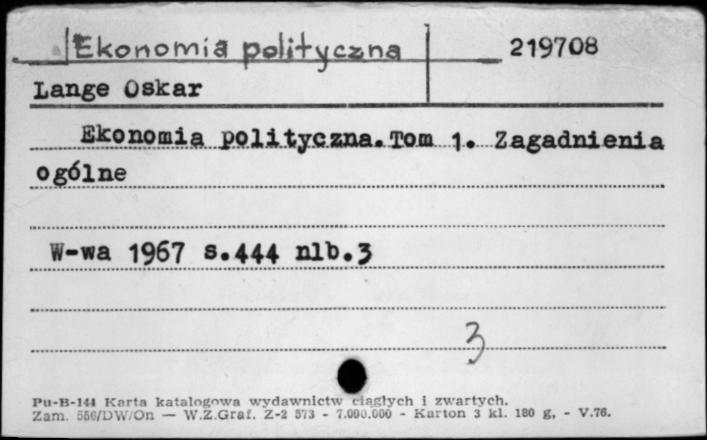 Ekonomia polityczna
219708
Lange Oskar
Ekonomia polityczna.Tom 1. Zagadnienia
ogólne
W-wa 1967 s.444 nlb.3
3
Pu-B-144 Karta katalogowa wydawnictw ciągłych i zwartych.
Zam. 556/DW/On — W.Z.Graf. Z-2 573 - 7.000.000 - Karton 3 kl. 180 g. - V.76.